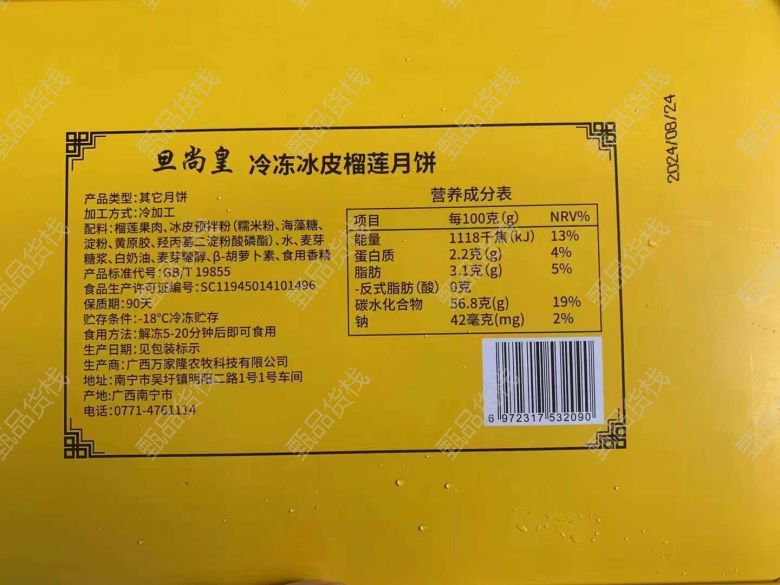 2024/08/24
旦尚皇 冷冻冰皮榴莲月饼
产品类型:其它月饼
加工方式:冷加工
配料:榴莲果肉、冰皮预拌粉(糯米粉、海藻糖、
淀粉、黄原胶、羟丙基二淀粉酸磷酯)、水、麦芽
糖浆、白奶油、麦芽糖醇、β-胡萝卜素、食用香精
产品标准代号:GB/T 19855
食品生产许可证编号:SC11945014101496
保质期:90天
贮存条件:-18℃冷冻贮存
食用方法:解冻5-20分钟后即可食用
生产日期:见包装标示
生产商:广西万家隆农牧科技有限公司
地址:南宁市吴圩镇明阳二路1号1号车间
产地:广西南宁市
电话:0771-4761114
营养成分表
项目 每100克(g) NRV%
能量 1118千焦(kJ) 13%
蛋白质 2.2克(g) 4%
脂肪 3.1克(g) 5%
-反式脂肪(酸) 0克
碳水化合物 56.8克(g) 19%
钠 42毫克(mg) 2%
6 972317 532090
甄品货栈